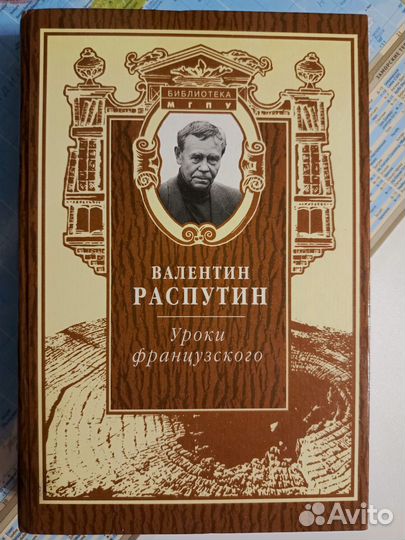 БИБЛИОТЕКА
МГПУ
ВАЛЕНТИН
РАСПУТИН
Уроки
французского
Avito